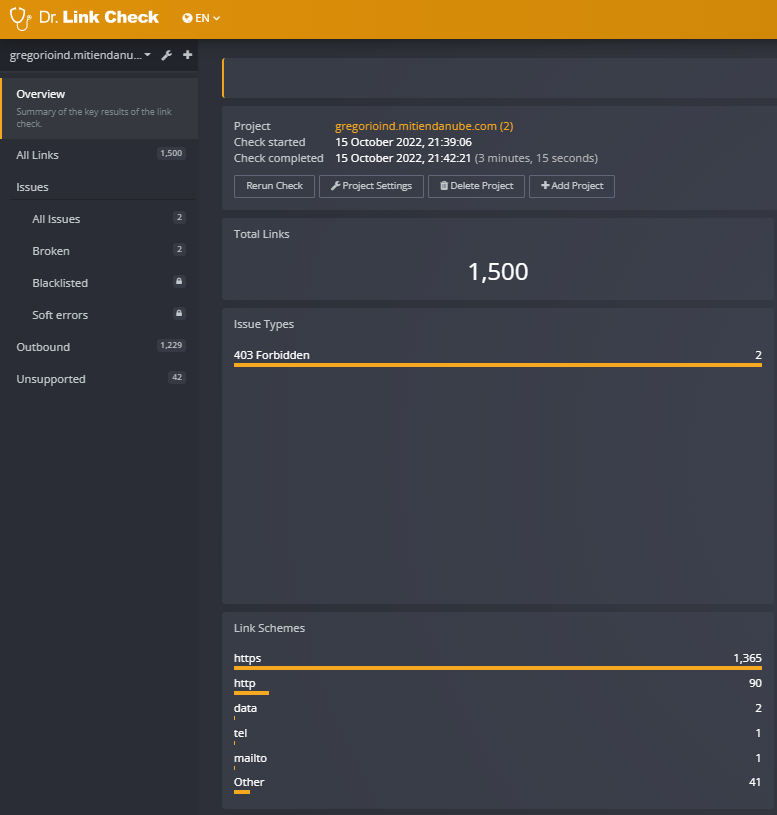 Dr. Link Check EN
gregorioind.mitiendanu...
Overview
Summary of the key results of the link
check.
All Links 1,500
Issues
All Issues 2
Broken 2
Blacklisted
Soft errors
Outbound 1,229
Unsupported 42
Project gregorioind.mitiendanube.com (2)
Check started 15 October 2022, 21:39:06
Check completed 15 October 2022, 21:42:21 (3 minutes, 15 seconds)
Rerun Check Project Settings Delete Project Add Project
Total Links
1,500
Issue Types
403 Forbidden 2
Link Schemes
https 1,365
http 90
data 2
tel 1
mailto 1
Other 41